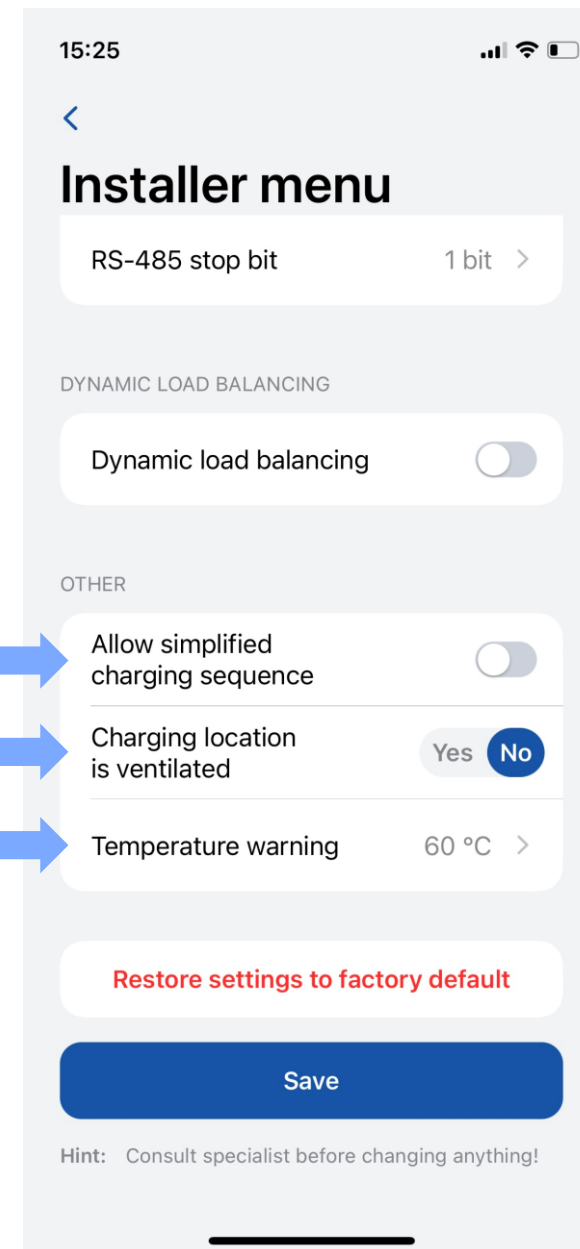 15:25
Installer menu
RS-485 stop bit 1 bit >
DYNAMIC LOAD BALANCING
Dynamic load balancing
OTHER
Allow simplified
charging sequence
Charging location
is ventilated
Yes No
Temperature warning 60 °C >
Restore settings to factory default
Save
Hint: Consult specialist before changing anything!